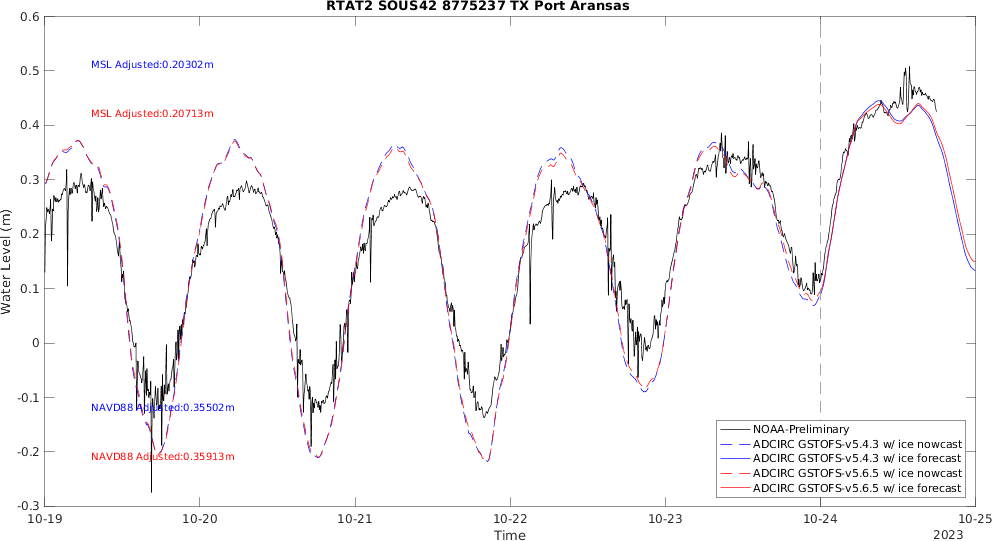 RTAT2 SOUS42 8775237 TX Port Aransas
0.6
0.5
0.4
0.3
0.2
0.1
0
-0.1
-0.2
-0.3
Water Level (m)
MSL Adjusted:0.20302m
MSL Adjusted:0.20713m
NAVD88 Adjusted:0.35502m
NAVD88 Adjusted:0.35913m
NOAA-Preliminary
ADCIRC GSTOFS-v5.4.3 w/ ice nowcast
ADCIRC GSTOFS-v5.4.3 w/ ice forecast
ADCIRC GSTOFS-v5.6.5 w/ ice nowcast
ADCIRC GSTOFS-v5.6.5 w/ ice forecast
10-19 10-20 10-21 10-22 10-23 10-24 10-25
Time
2023